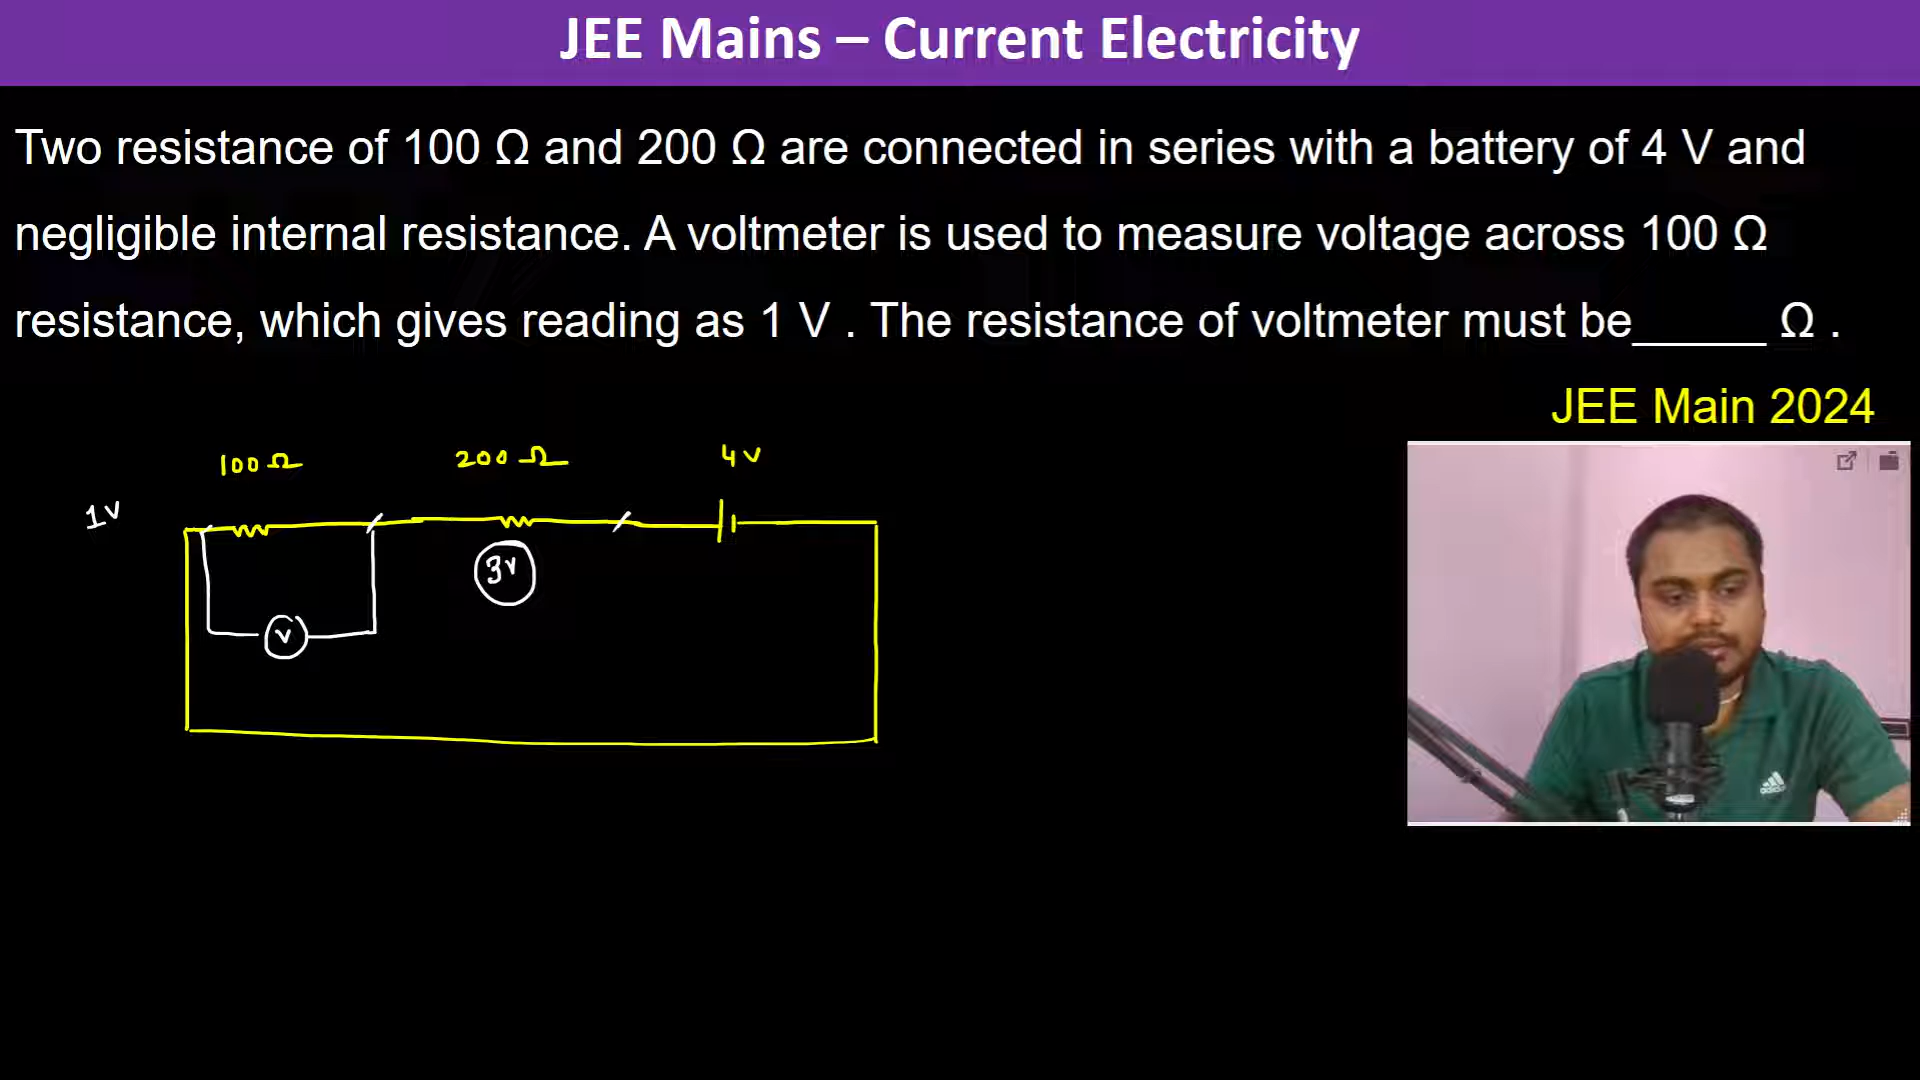 JEE Mains – Current Electricity
Two resistance of 100 Ω and 200 Ω are connected in series with a battery of 4 V and
negligible internal resistance. A voltmeter is used to measure voltage across 100 Ω
resistance, which gives reading as 1 V . The resistance of voltmeter must be______ Ω .
JEE Main 2024
100 Ω 200 Ω 4 V
1V
3V
V
adidas